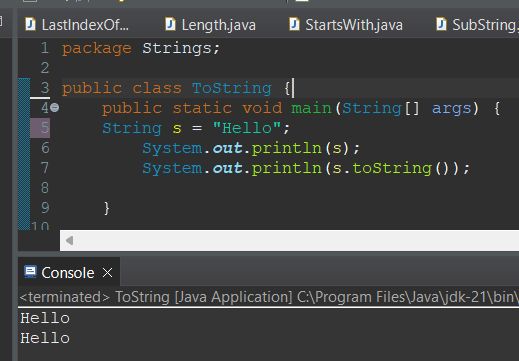 LastIndexOf... Length.java StartsWith.java SubString.
1 package Strings;
2
3 public class ToString {
4 public static void main(String[] args) {
5 String s = "Hello";
6 System.out.println(s);
7 System.out.println(s.toString());
8
9 }
10
Console
<terminated> ToString [Java Application] C:\Program Files\Java\jdk-21\bin\
Hello
Hello